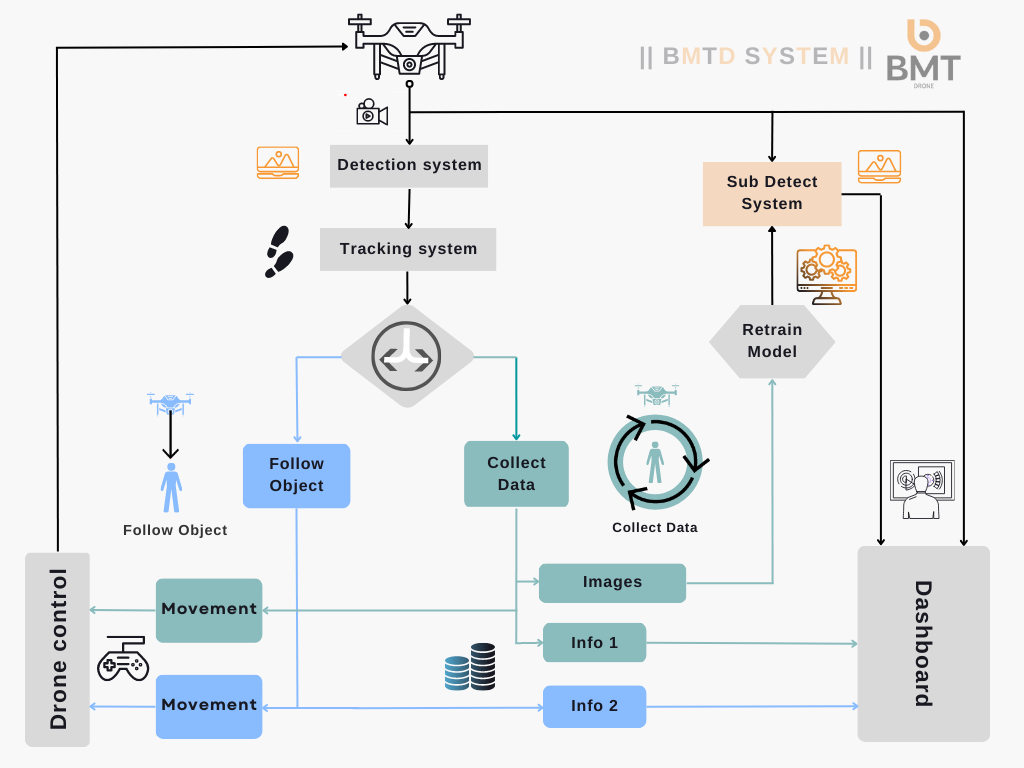 || BMTD SYSTEM ||
BMT
DRONE
Detection system
Sub Detect
System
Tracking system
Retrain
Model
Follow
Object
Collect
Data
Follow Object
Collect Data
Images
Movement
Info 1
Movement
Info 2
Drone control
Dashboard